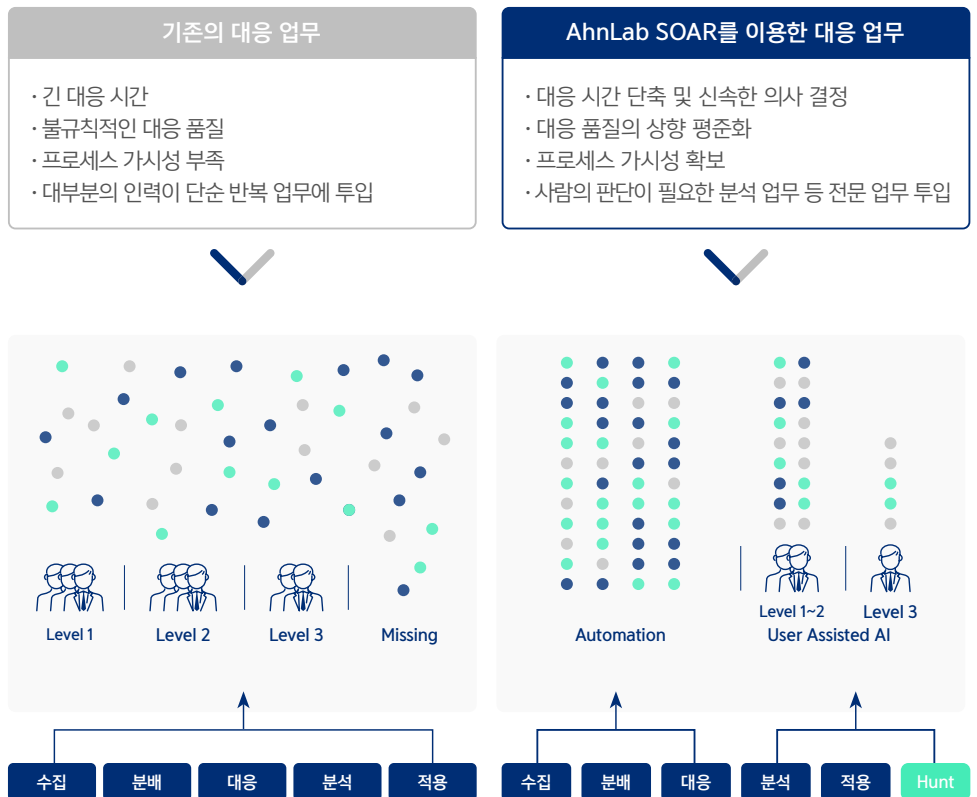 기존의 대응 업무
· 긴 대응 시간
· 불규칙적인 대응 품질
· 프로세스 가시성 부족
· 대부분의 인력이 단순 반복 업무에 투입
AhnLab SOAR를 이용한 대응 업무
· 대응 시간 단축 및 신속한 의사 결정
· 대응 품질의 상향 평준화
· 프로세스 가시성 확보
· 사람의 판단이 필요한 분석 업무 등 전문 업무 투입
Level 1
Level 2
Level 3
Missing
수집
분배
대응
분석
적용
Automation
Level 1~2
Level 3
User Assisted AI
수집
분배
대응
분석
적용
Hunt